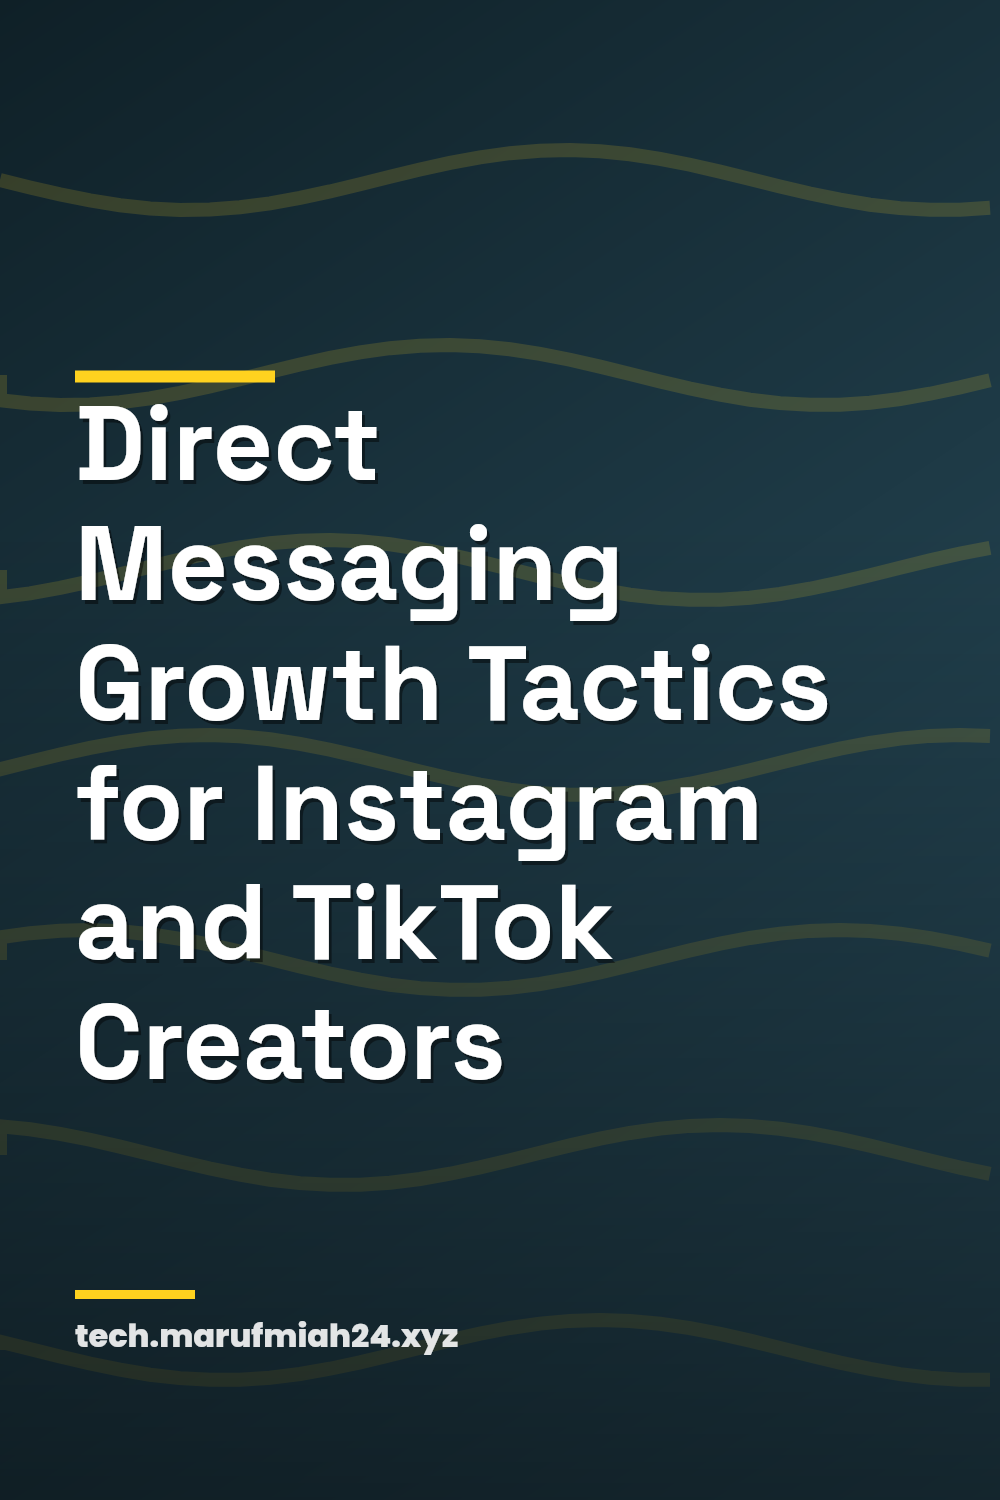 Direct
Messaging
Growth Tactics
for Instagram
and TikTok
Creators
tech.marufmiah24.xyz